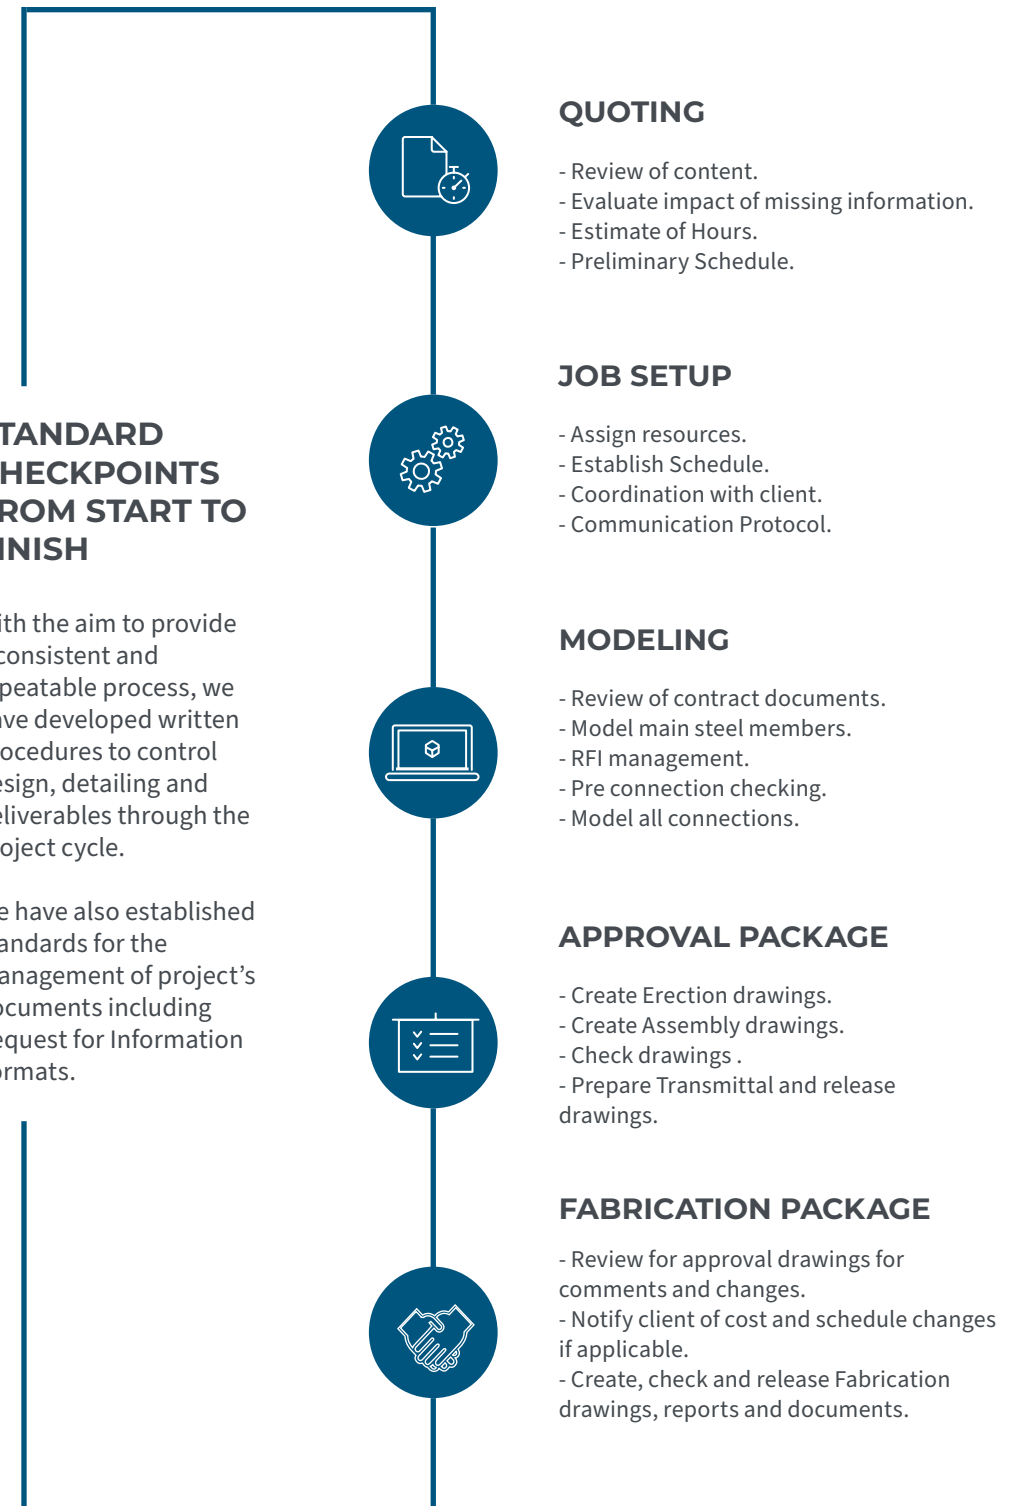 TANDARD
HECKPOINTS
ROM START TO
INISH
ith the aim to provide
consistent and
peatable process, we
ave developed written
ocedures to control
esign, detailing and
eliverables through the
oject cycle.
e have also established
andards for the
anagement of project's
ocuments including
equest for Information
ormats.
QUOTING
- Review of content.
- Evaluate impact of missing information.
- Estimate of Hours.
- Preliminary Schedule.
JOB SETUP
- Assign resources.
- Establish Schedule.
- Coordination with client.
- Communication Protocol.
MODELING
- Review of contract documents.
- Model main steel members.
- RFI management.
- Pre connection checking.
- Model all connections.
APPROVAL PACKAGE
- Create Erection drawings.
- Create Assembly drawings.
- Check drawings .
- Prepare Transmittal and release
drawings.
FABRICATION PACKAGE
- Review for approval drawings for
comments and changes.
- Notify client of cost and schedule changes
if applicable.
- Create, check and release Fabrication
drawings, reports and documents.